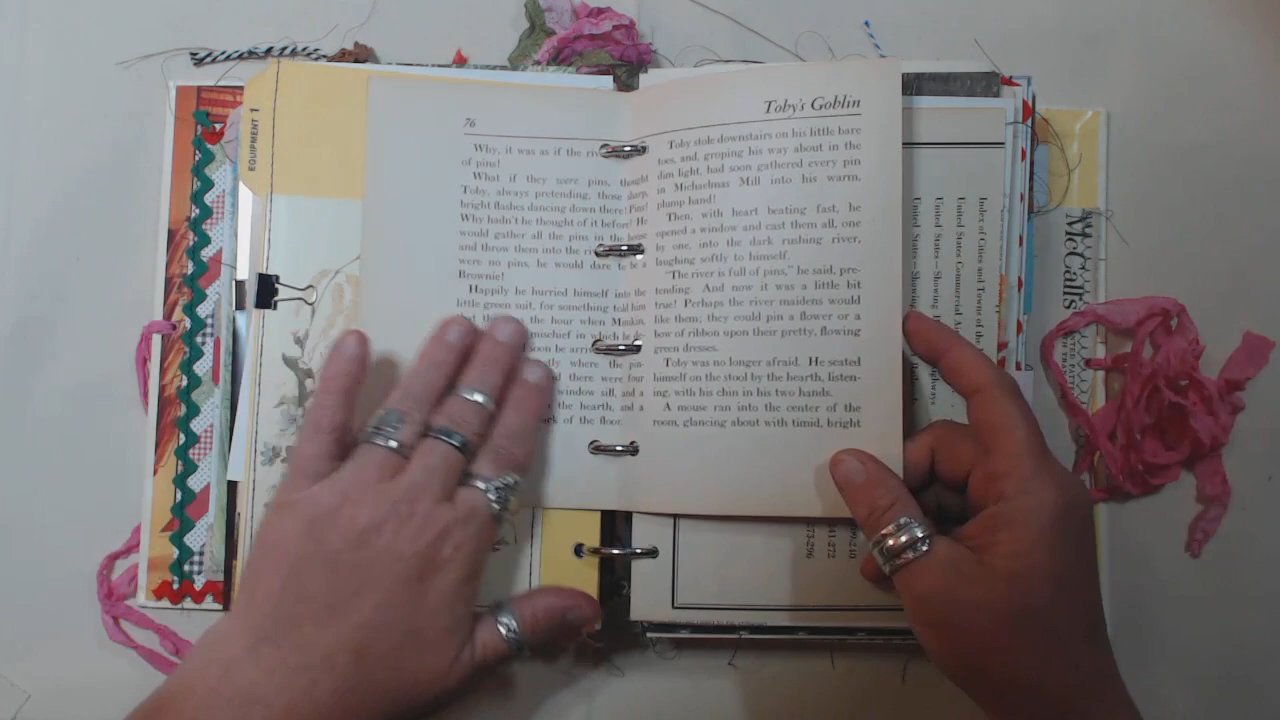 EQUIPMENT 1
76
Why, it was as if the
of pins!
What if they were pins, thought
Toby, always pretending, those sharp,
bright flashes dancing down there! Pins!
Why hadn't he thought of it before! He
would gather all the pins in the house
and throw them into the
were no pins, he would dare to be a
Brownie!
Happily he hurried himself into the
little green suit, for something told him
the hour when Minikin,
mischief in which he
soon be
where the
there were four
window sill, and a
the hearth, and a
of the floor.
Toby's Goblin
Toby stole downstairs on his little bare
toes, and, groping his way about in the
dim light, had soon gathered every pin
in Michaelmas Mill into his warm,
plump hand!
Then, with heart beating fast, he
opened a window and cast them all, one
by one, into the dark rushing river,
laughing softly to himself.
"The river is full of pins," he said, pre-
tending. And now it was a little bit
true! Perhaps the river maidens would
like them; they could pin a flower or a
bow of ribbon upon their pretty, flowing
green dresses.
Toby was no longer afraid. He seated
himself on the stool by the hearth, listen-
ing, with his chin in his two hands.
A mouse ran into the center of the
room, glancing about with timid, bright
Index of Cities and Towns of the
United States Commercial
United States—Showing
United States—Showing
241-272
273-296
McCall's